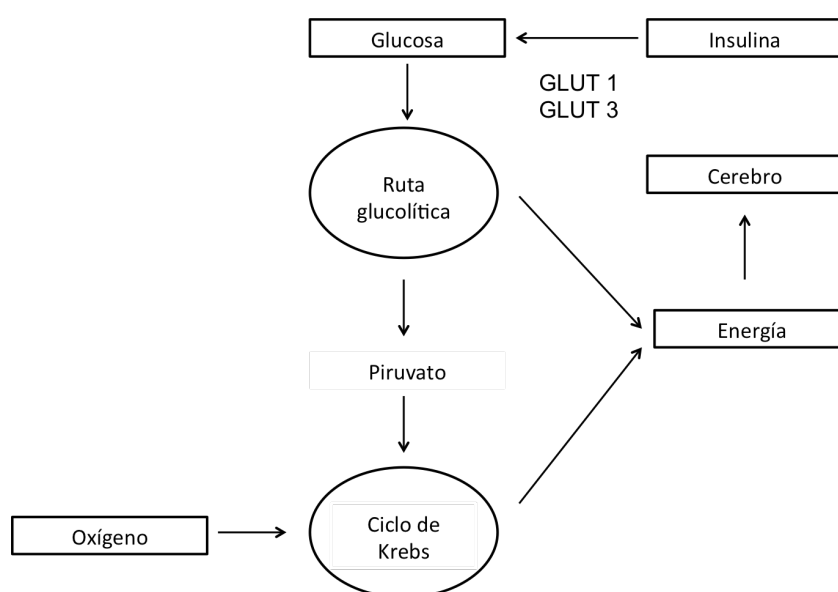 Glucosa
Insulina
GLUT 1
GLUT 3
Cerebro
Ruta
glucolítica
Energía
Piruvato
Oxígeno
Ciclo de
Krebs